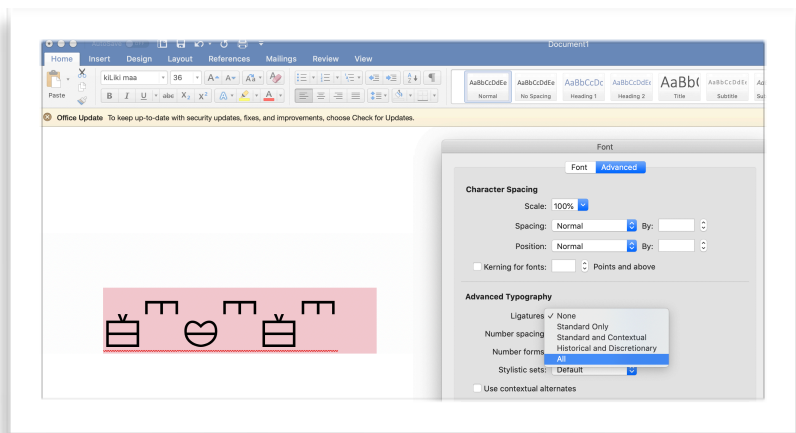 Document1
Home Insert Design Layout References Mailings Review View
kiLiki maa 36 A A Aa
Paste B I U abc X₂ X² A A
AaBbCcDdEe AaBbCcDdEe AaBbCcDc AaBbCcDdEe AaBb( AaBbCcDdEe
Normal No Spacing Heading 1 Heading 2 Title Subtitle
Office Update To keep up-to-date with security updates, fixes, and improvements, choose Check for Updates.
Font
Font Advanced
Character Spacing
Scale: 100%
Spacing: Normal By:
Position: Normal By:
Kerning for fonts: Points and above
Advanced Typography
Ligatures ✓ None
Standard Only
Number spacing Standard and Contextual
Number forms Historical and Discretionary
All
Stylistic sets: Default
Use contextual alternates